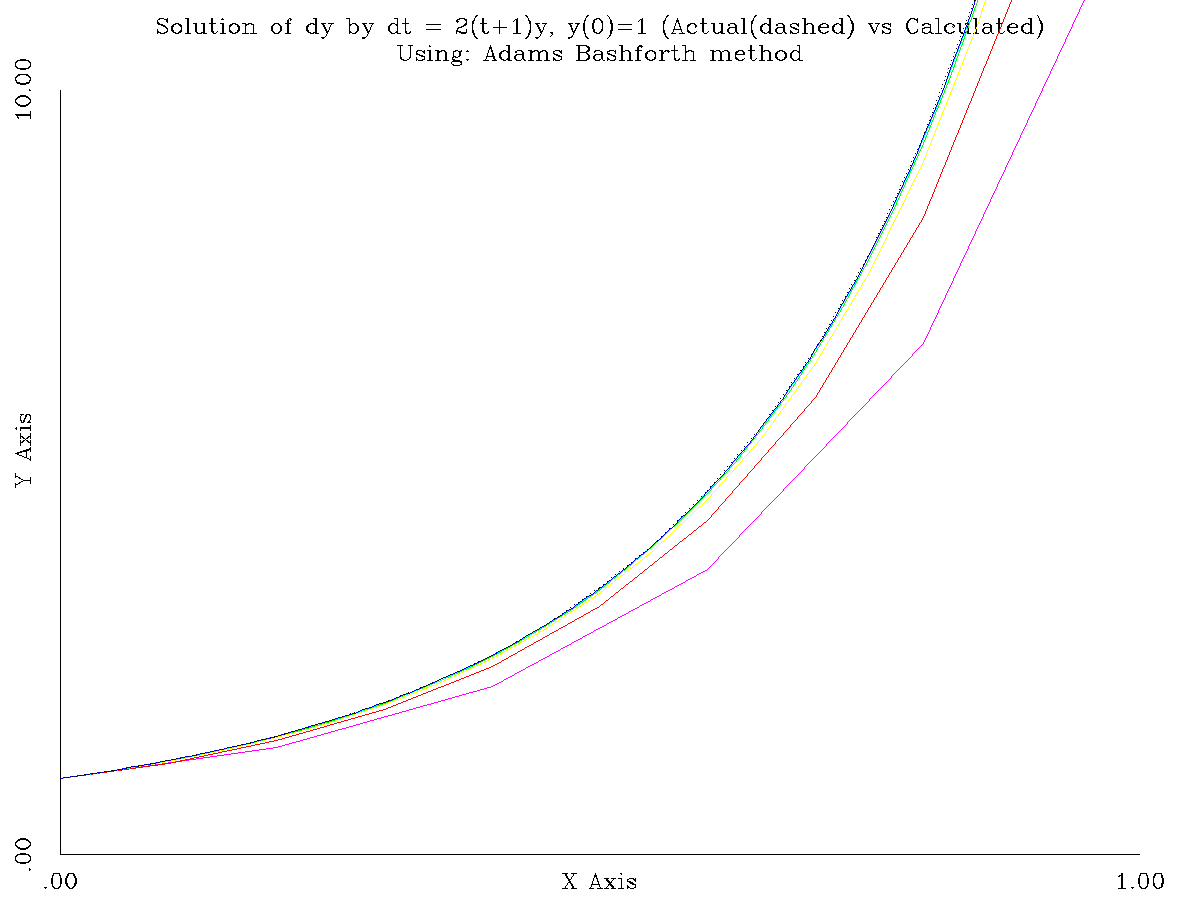 Solution of dy by dt = 2(t+1)y, y(0)=1 (Actual(dashed) vs Calculated)
Using: Adams Bashforth method
10.00
Y Axis
.00
.00
X Axis
1.00